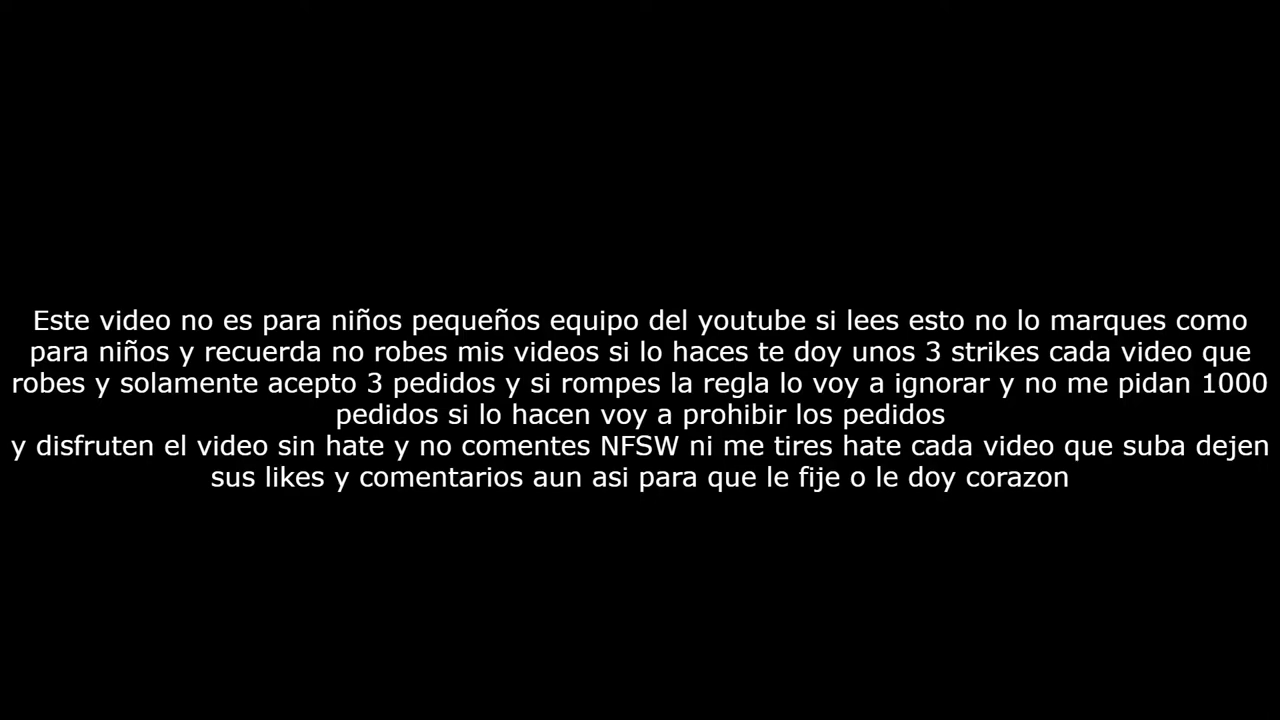 Este video no es para niños pequeños equipo del youtube si lees esto no lo marques como
para niños y recuerda no robes mis videos si lo haces te doy unos 3 strikes cada video que
robes y solamente acepto 3 pedidos y si rompes la regla lo voy a ignorar y no me pidan 1000
pedidos si lo hacen voy a prohibir los pedidos
y disfruten el video sin hate y no comentes NFSW ni me tires hate cada video que suba dejen
sus likes y comentarios aun asi para que le fije o le doy corazon